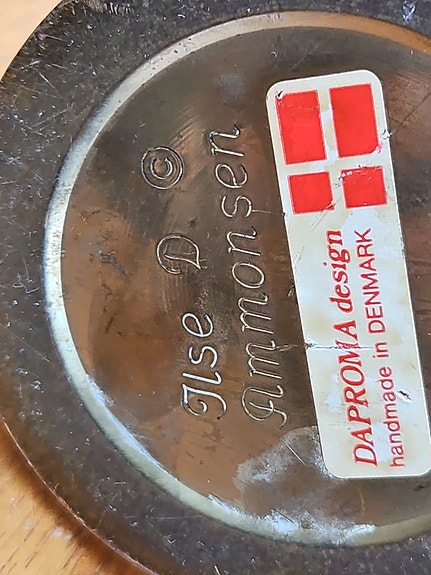 Ilse D ©
Ammonsen
DAPROMA design
handmade in DENMARK